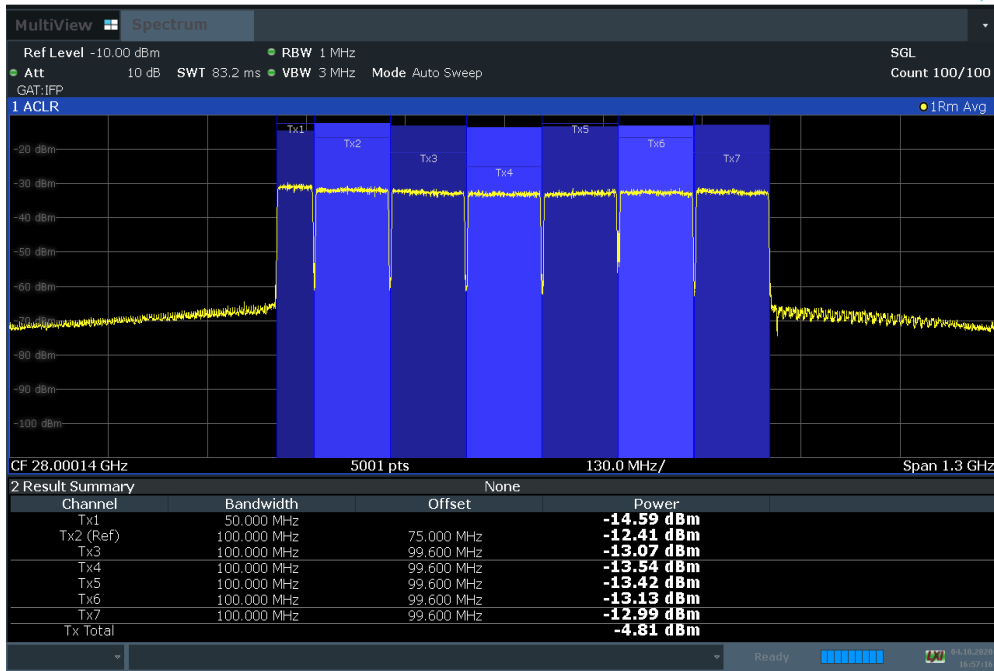 MultiView Spectrum
Ref Level -10.00 dBm RBW 1 MHz SGL
Att 10 dB SWT 83.2 ms VBW 3 MHz Mode Auto Sweep Count 100/100
GAT:IFP
1 ACLR 1Rm Avg
Tx1 Tx5
Tx2 Tx6
-20 dBm
Tx3 Tx7
Tx4
-30 dBm
-40 dBm
-50 dBm
-60 dBm
-80 dBm
-90 dBm
-100 dBm
CF 28.00014 GHz 5001 pts 130.0 MHz/ Span 1.3 GHz
2 Result Summary None
Channel Bandwidth Offset Power
Tx1 50.000 MHz -14.59 dBm
Tx2 (Ref) 100.000 MHz 75.000 MHz -12.41 dBm
Tx3 100.000 MHz 99.600 MHz -13.07 dBm
Tx4 100.000 MHz 99.600 MHz -13.54 dBm
Tx5 100.000 MHz 99.600 MHz -13.42 dBm
Tx6 100.000 MHz 99.600 MHz -13.13 dBm
Tx7 100.000 MHz 99.600 MHz -12.99 dBm
Tx Total -4.81 dBm
Ready LXI 04.10.2020
16:57:16